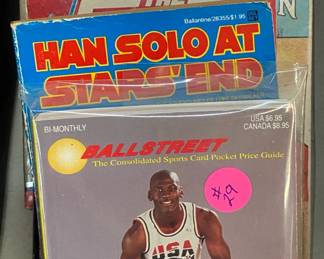 THE
Ballantine/28355/$1.95
HAN SOLO AT
STARS' END
BI-MONTHLY
USA $6.95
CANADA $8.95
BALLSTREET
The Consolidated Sports Card Pocket Price Guide
#29
USA